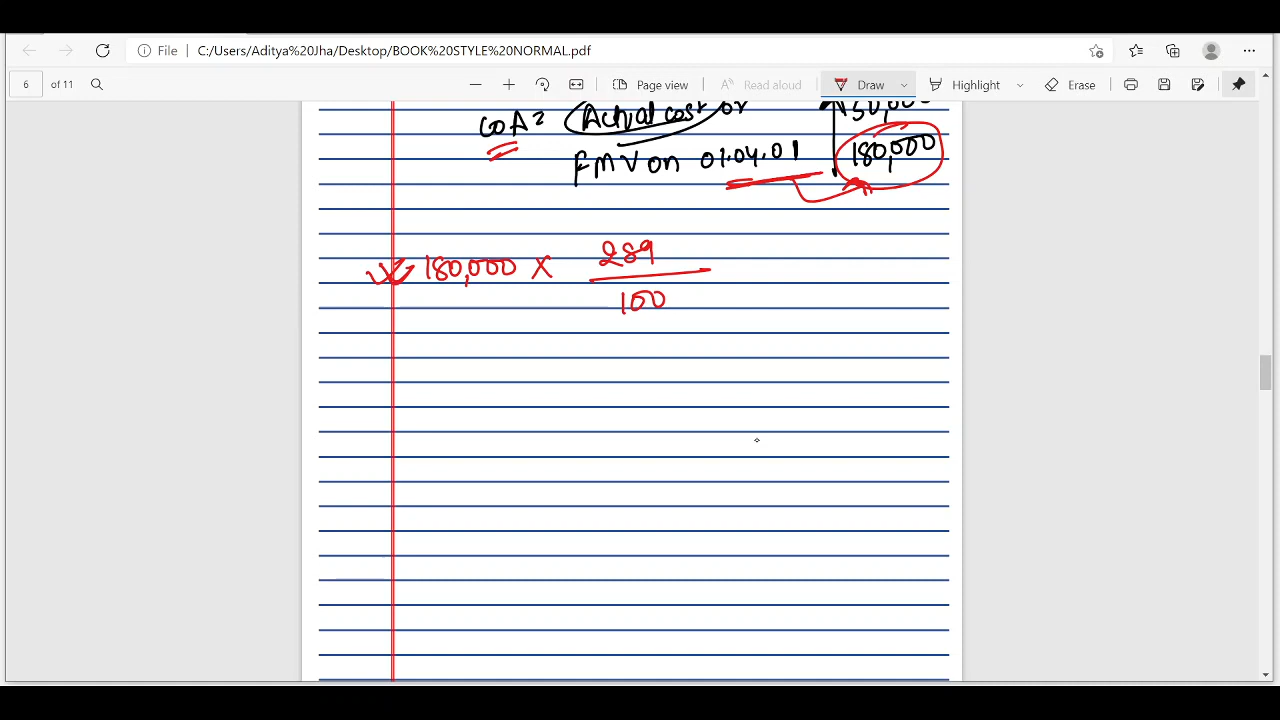 File C:/Users/Aditya%20Jha/Desktop/BOOK%20STYLE%20NORMAL.pdf
6 of 11 Page view Read aloud Draw Highlight Erase
COA = Actual cost or
FMV on 01.04.01 180,000
180,000 X 289
100